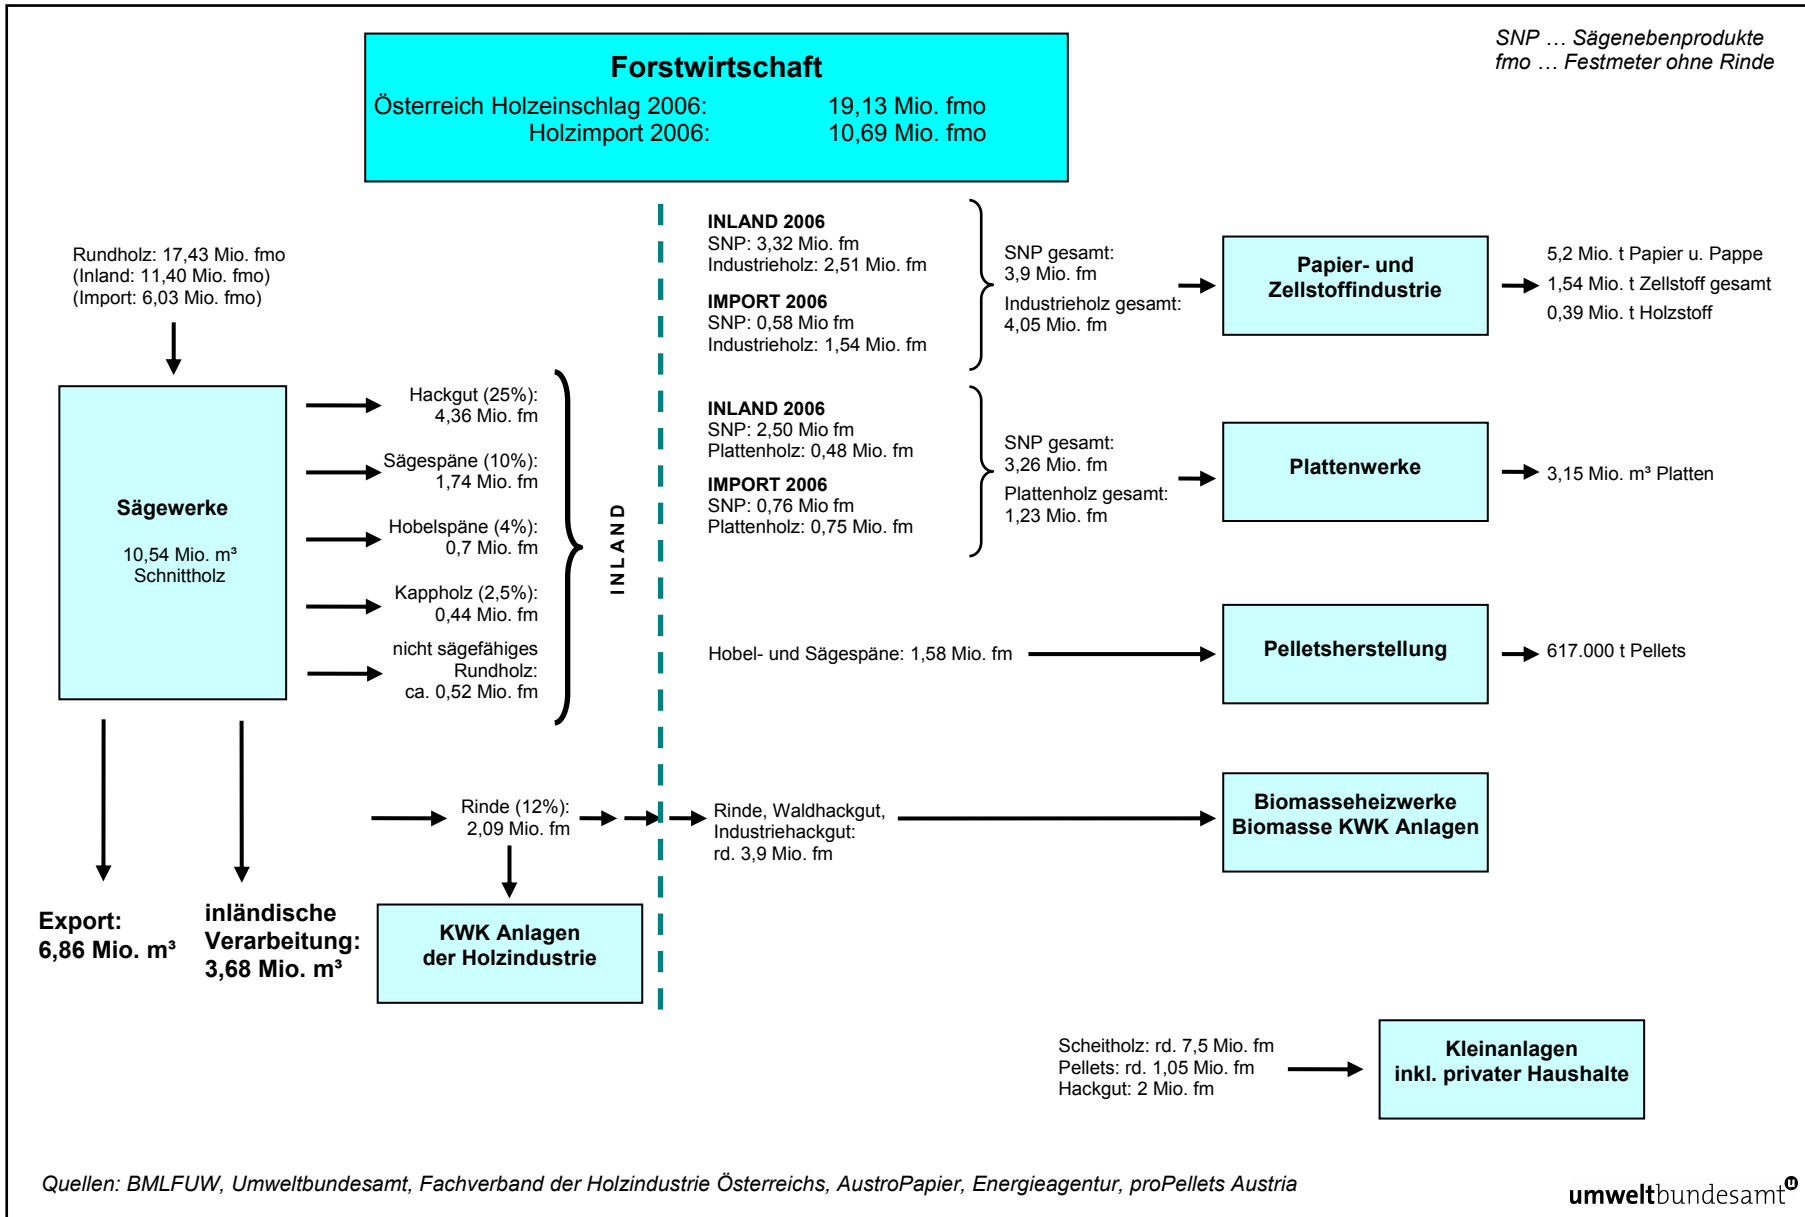 SNP … Sägenebenprodukte
fmo … Festmeter ohne Rinde
Forstwirtschaft
Österreich Holzeinschlag 2006: 19,13 Mio. fmo
Holzimport 2006: 10,69 Mio. fmo
Rundholz: 17,43 Mio. fmo
(Inland: 11,40 Mio. fmo)
(Import: 6,03 Mio. fmo)
Sägewerke
10,54 Mio. m³
Schnittholz
Hackgut (25%):
4,36 Mio. fm
Sägespäne (10%):
1,74 Mio. fm
Hobelspäne (4%):
0,7 Mio. fm
Kappholz (2,5%):
0,44 Mio. fm
nicht sägefähiges
Rundholz:
ca. 0,52 Mio. fm
INLAND
Export:
6,86 Mio. m³
inländische
Verarbeitung:
3,68 Mio. m³
Rinde (12%):
2,09 Mio. fm
KWK Anlagen
der Holzindustrie
INLAND 2006
SNP: 3,32 Mio. fm
Industrieholz: 2,51 Mio. fm
IMPORT 2006
SNP: 0,58 Mio fm
Industrieholz: 1,54 Mio. fm
SNP gesamt:
3,9 Mio. fm
Industrieholz gesamt:
4,05 Mio. fm
Papier- und
Zellstoffindustrie
5,2 Mio. t Papier u. Pappe
1,54 Mio. t Zellstoff gesamt
0,39 Mio. t Holzstoff
INLAND 2006
SNP: 2,50 Mio fm
Plattenholz: 0,48 Mio. fm
IMPORT 2006
SNP: 0,76 Mio fm
Plattenholz: 0,75 Mio. fm
SNP gesamt:
3,26 Mio. fm
Plattenholz gesamt:
1,23 Mio. fm
Plattenwerke
3,15 Mio. m³ Platten
Hobel- und Sägespäne: 1,58 Mio. fm
Pelletsherstellung
617.000 t Pellets
Rinde, Waldhackgut,
Industriehackgut:
rd. 3,9 Mio. fm
Biomasseheizwerke
Biomasse KWK Anlagen
Scheitholz: rd. 7,5 Mio. fm
Pellets: rd. 1,05 Mio. fm
Hackgut: 2 Mio. fm
Kleinanlagen
inkl. privater Haushalte
Quellen: BMLFUW, Umweltbundesamt, Fachverband der Holzindustrie Österreichs, AustroPapier, Energieagentur, proPellets Austria
umweltbundesamt